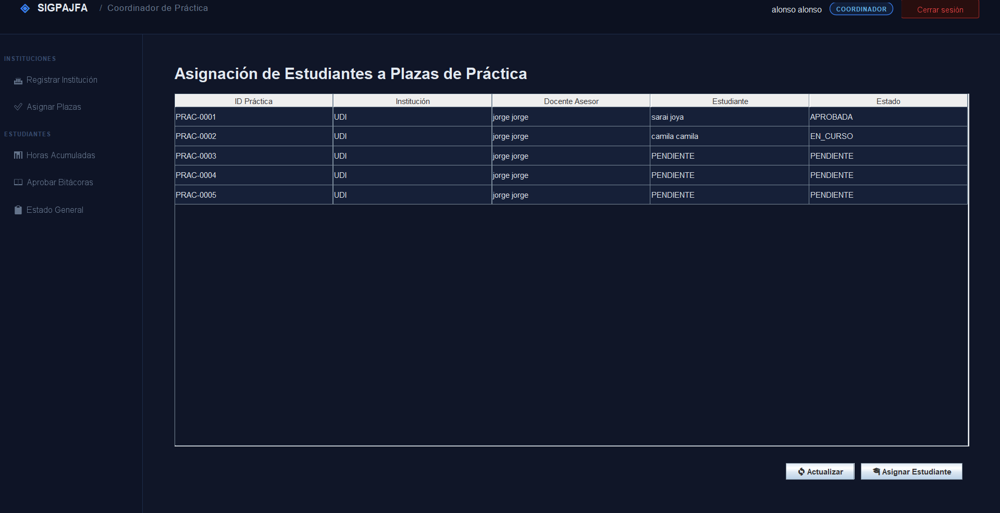 SIGPAJFA / Coordinador de Práctica
alonso alonso COORDINADOR Cerrar sesión
INSTITUCIONES
Registrar Institución
Asignar Plazas
ESTUDIANTES
Horas Acumuladas
Aprobar Bitácoras
Estado General
Asignación de Estudiantes a Plazas de Práctica
ID Práctica Institución Docente Asesor Estudiante Estado
PRAC-0001 UDI jorge jorge sarai joya APROBADA
PRAC-0002 UDI jorge jorge camila camila EN_CURSO
PRAC-0003 UDI jorge jorge PENDIENTE PENDIENTE
PRAC-0004 UDI jorge jorge PENDIENTE PENDIENTE
PRAC-0005 UDI jorge jorge PENDIENTE PENDIENTE
Actualizar Asignar Estudiante